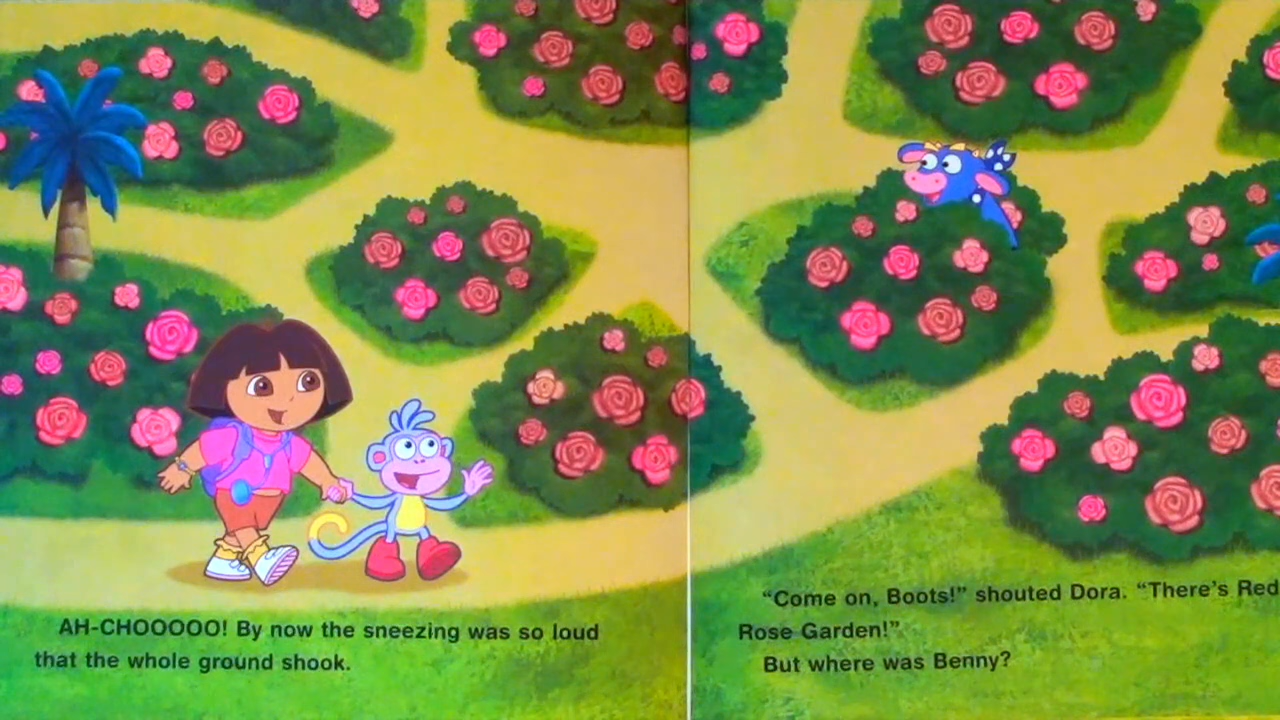 AH-CHOOOOO! By now the sneezing was so loud
that the whole ground shook.
"Come on, Boots!" shouted Dora. "There's Red
Rose Garden!"
But where was Benny?